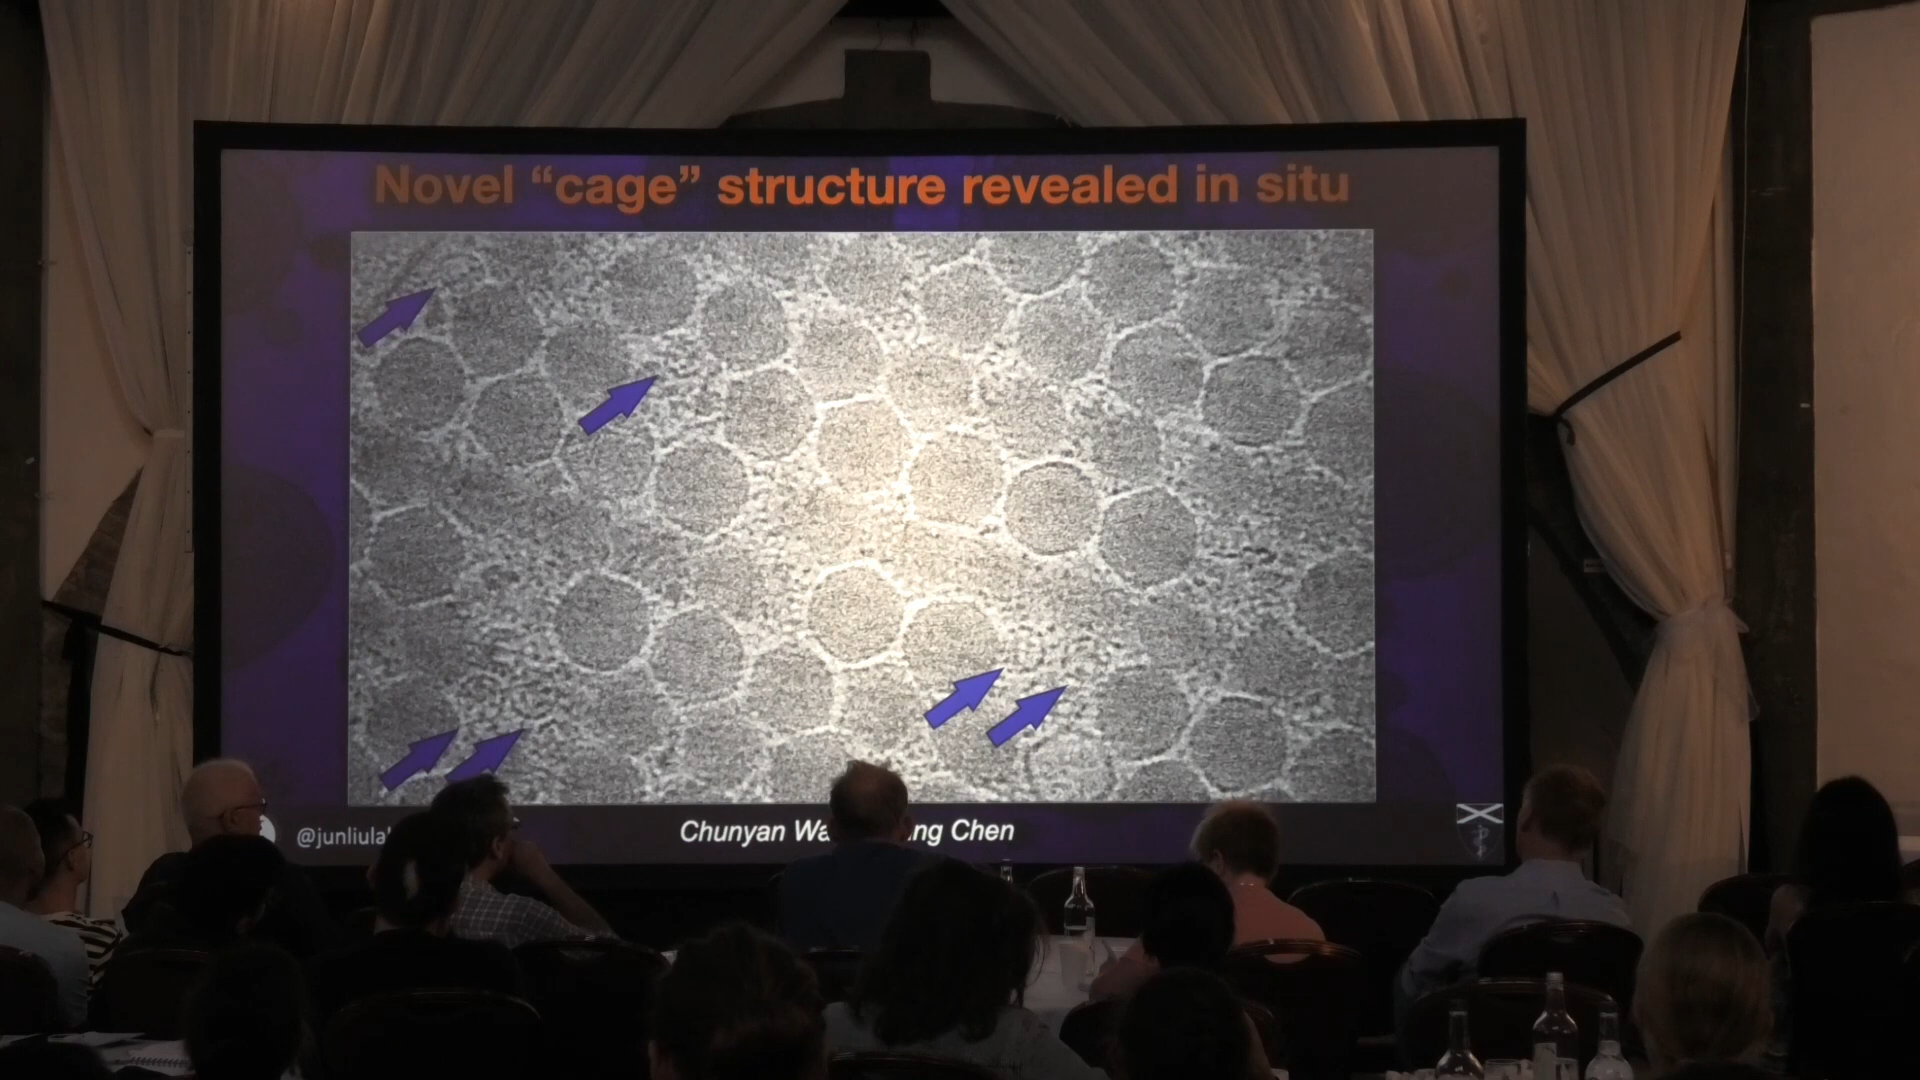 Novel “cage” structure revealed in situ
@junliula
Chunyan Wa ng Chen